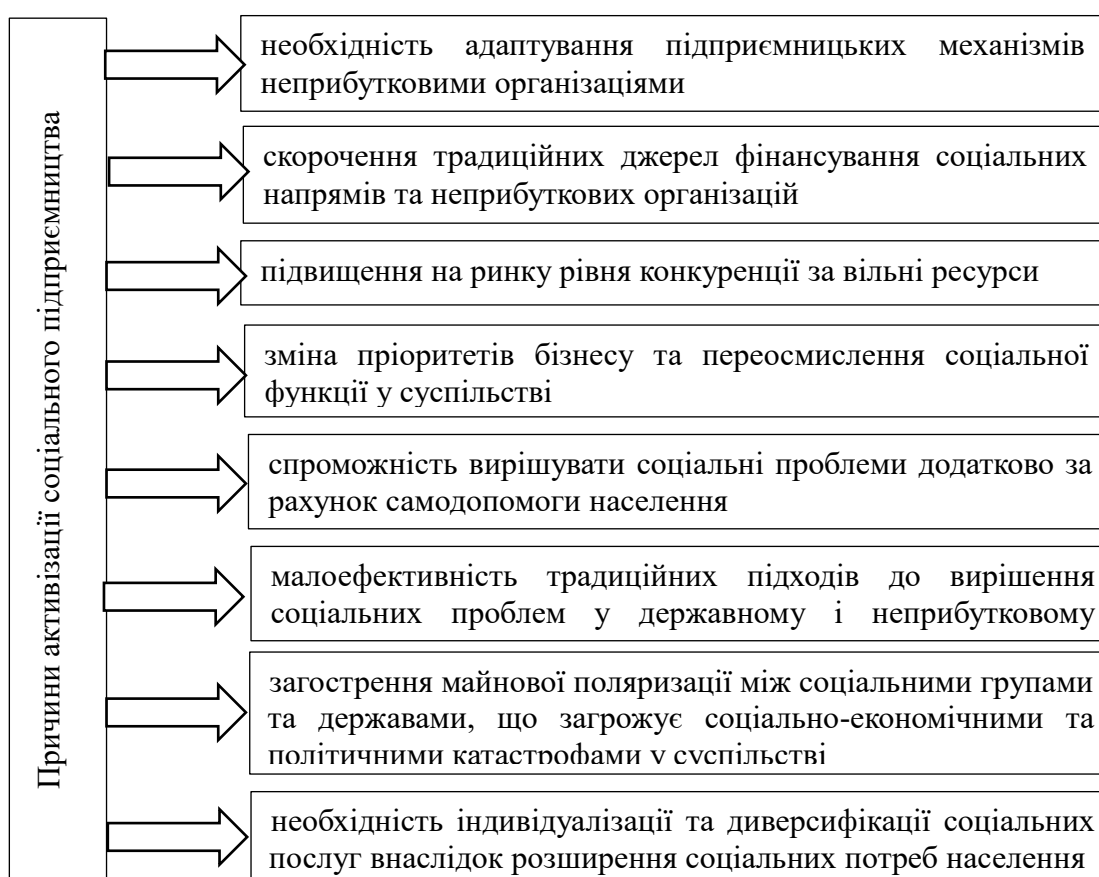 Причини активізації соціального підприємництва
необхідність адаптування підприємницьких механізмів
неприбутковими організаціями
скорочення традиційних джерел фінансування соціальних
напрямів та неприбуткових організацій
підвищення на ринку рівня конкуренції за вільні ресурси
зміна пріоритетів бізнесу та переосмислення соціальної
функції у суспільстві
спроможність вирішувати соціальні проблеми додатково за
рахунок самодопомоги населення
малоефективність традиційних підходів до вирішення
соціальних проблем у державному і неприбутковому
загострення майнової поляризації між соціальними групами
та державами, що загрожує соціально-економічними та
політичними катастрофами у суспільстві
необхідність індивідуалізації та диверсифікації соціальних
послуг внаслідок розширення соціальних потреб населення